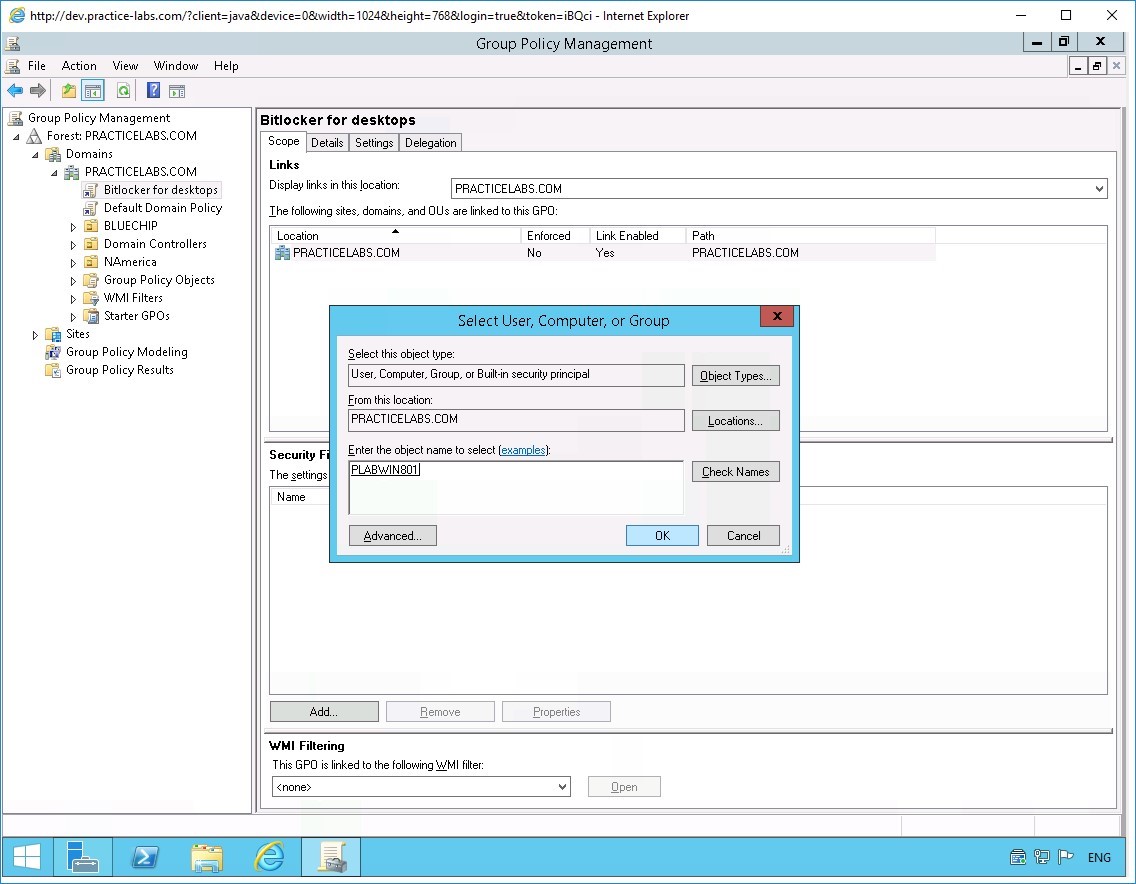 http://dev.practice-labs.com/?client=java&device=0&width=1024&height=768&login=true&token=iBQci - Internet Explorer
Group Policy Management
File Action View Window Help
Group Policy Management
Forest: PRACTICELABS.COM
Domains
PRACTICELABS.COM
Bitlocker for desktops
Default Domain Policy
BLUECHIP
Domain Controllers
NAmerica
Group Policy Objects
WMI Filters
Starter GPOs
Sites
Group Policy Modeling
Group Policy Results
Bitlocker for desktops
Scope Details Settings Delegation
Links
Display links in this location: PRACTICELABS.COM
The following sites, domains, and OUs are linked to this GPO:
Location Enforced Link Enabled Path
PRACTICELABS.COM No Yes PRACTICELABS.COM
Select User, Computer, or Group
Select this object type:
User, Computer, Group, or Built-in security principal Object Types...
From this location:
PRACTICELABS.COM Locations...
Enter the object name to select (examples):
PLABWIN801 Check Names
Advanced... OK Cancel
Security Fi
The settings
Name
Add... Remove Properties
WMI Filtering
This GPO is linked to the following WMI filter:
<none> Open
ENG